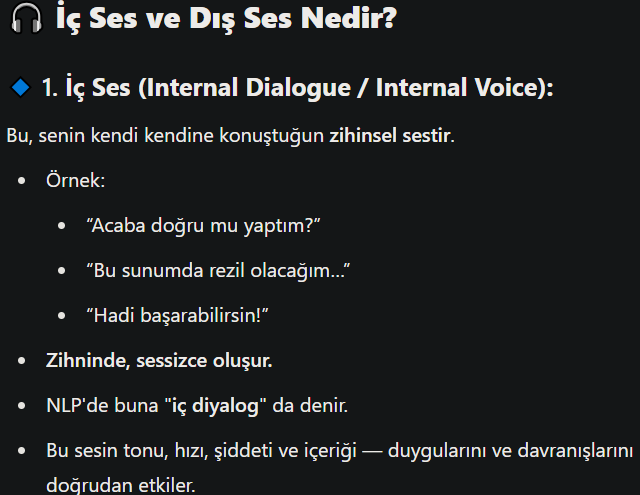 🎧 İç Ses ve Dış Ses Nedir?
🔹 1. İç Ses (Internal Dialogue / Internal Voice):
Bu, senin kendi kendine konuştuğun zihinsel sestir.
• Örnek:
• “Acaba doğru mu yaptım?”
• “Bu sunumda rezil olacağım…”
• “Hadi başarabilirsin!”
• Zihninde, sessizce oluşur.
• NLP'de buna "iç diyalog" da denir.
• Bu sesin tonu, hızı, şiddeti ve içeriği — duygularını ve davranışlarını
doğrudan etkiler.